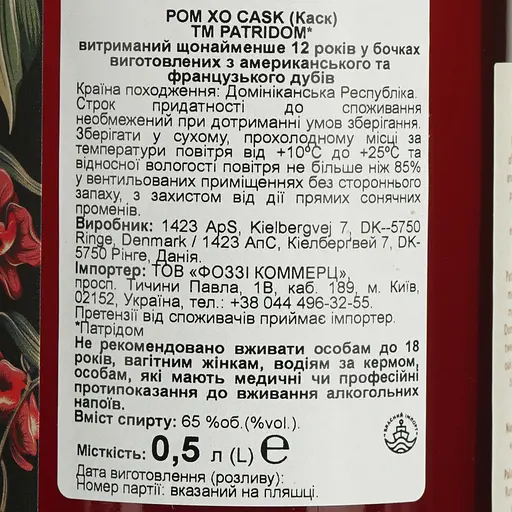 РОМ ХО CASK (Каск)
ТМ PATRIDOM*
витриманий щонайменше 12 років у бочках
виготовлених з американського та
французького дубів
Країна походження: Домініканська Республіка.
Строк придатності до споживання
необмежений при дотриманні умов зберігання.
Зберігати у сухому, прохолодному місці за
температури повітря від +10ºС до +25ºС та
відносної вологості повітря не більше ніж 85%
у вентильованих приміщеннях без стороннього
запаху, з захистом від дії прямих сонячних
променів.
Виробник: 1423 ApS, Kielbergvej 7, DK--5750
Ringe, Denmark / 1423 АпС, Кіелберґвей 7, DK-
5750 Рінге, Данія.
Імпортер: ТОВ «ФОЗЗІ КОММЕРЦ»,
просп. Тичини Павла, 1В, каб. 189, м. Київ,
02152, Україна, тел.: +38 044 496-32-55.
Претензії від споживачів приймає імпортер.
*Патрідом
Не рекомендовано вживати особам до 18
років, вагітним жінкам, водіям за кермом,
особам, які мають медичні чи професійні
протипоказання до вживання алкогольних
напоїв.
Вміст спирту: 65 %об.(%vol.).
Місткість: 0,5 л (L) ℮
Дата виготовлення (розливу):
Номер партії: вказаний на пляшці.